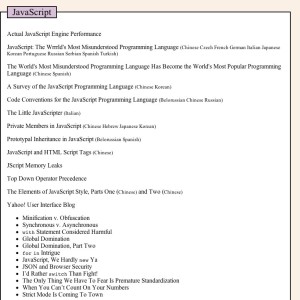 JavaScript
Actual JavaScript Engine Performance
JavaScript: The Wrrrld's Most Misunderstood Programming Language (Chinese Czech French German Italian Japanese
Korean Portuguese Russian Serbian Spanish Turkish)
The World's Most Misunderstood Programming Language Has Become the World's Most Popular Programming
Language (Chinese Spanish)
A Survey of the JavaScript Programming Language (Chinese Korean)
Code Conventions for the JavaScript Programming Language (Belorussian Chinese Russian)
The Little JavaScripter (Italian)
Private Members in JavaScript (Chinese Hebrew Japanese Korean)
Prototypal Inheritance in JavaScript (Belorussian Spanish)
JavaScript and HTML Script Tags (Chinese)
JScript Memory Leaks
Top Down Operator Precedence
The Elements of JavaScript Style, Parts One (Chinese) and Two (Chinese)
Yahoo! User Interface Blog
Minification v. Obfuscation
Synchronous v. Asynchronous
with Statement Considered Harmful
Global Domination
Global Domination, Part Two
for in Intrigue
JavaScript, We Hardly new Ya
JSON and Browser Security
I'd Rather switch Than Fight!
The Only Thing We Have To Fear Is Premature Standardization
When You Can't Count On Your Numbers
Strict Mode Is Coming To Town